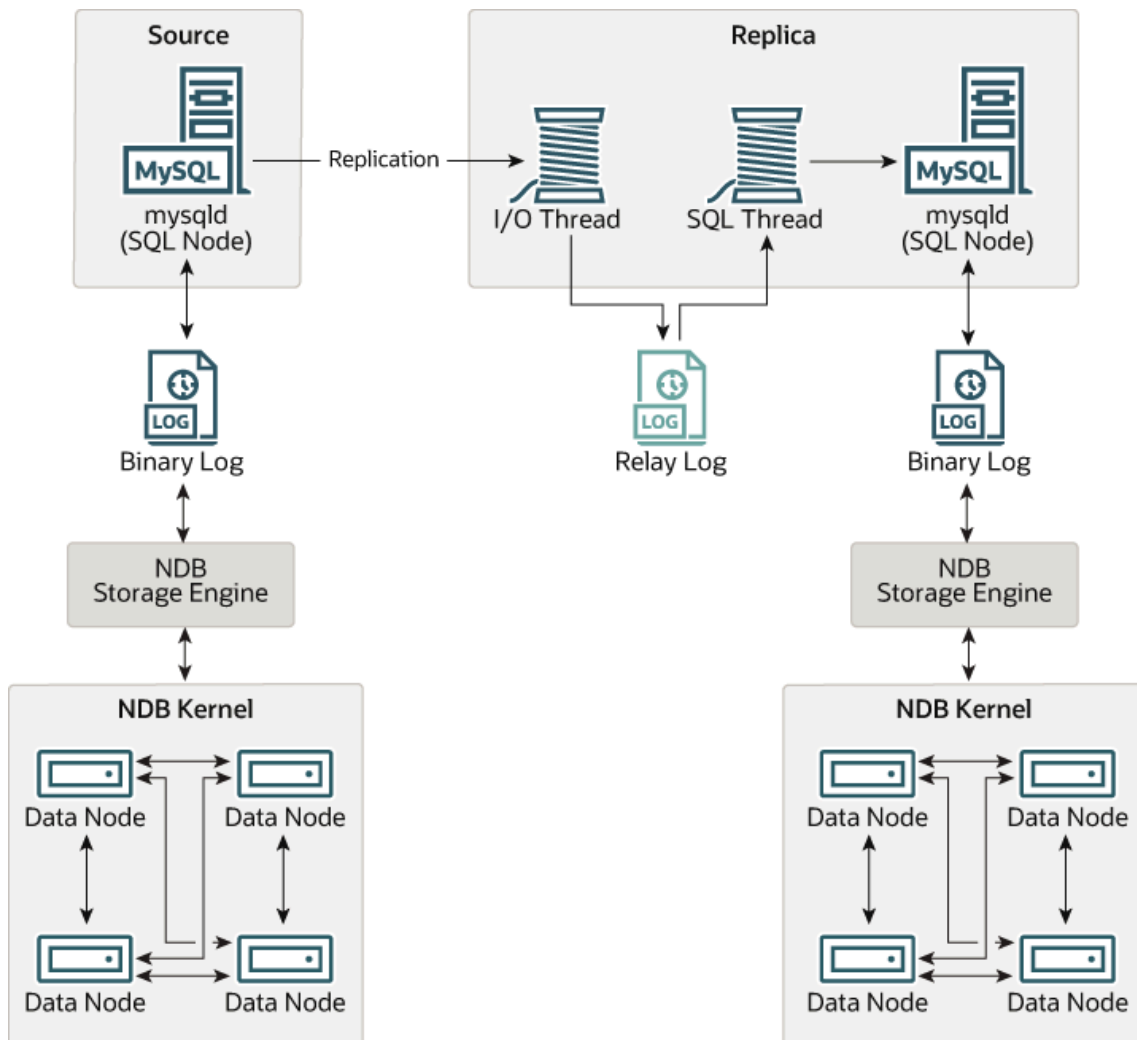 Source
MySQL
mysqld
(SQL Node)
Replication
Replica
I/O Thread
SQL Thread
MySQL
mysqld
(SQL Node)
LOG
Binary Log
LOG
Relay Log
LOG
Binary Log
NDB
Storage Engine
NDB
Storage Engine
NDB Kernel
Data Node
Data Node
Data Node
Data Node
NDB Kernel
Data Node
Data Node
Data Node
Data Node